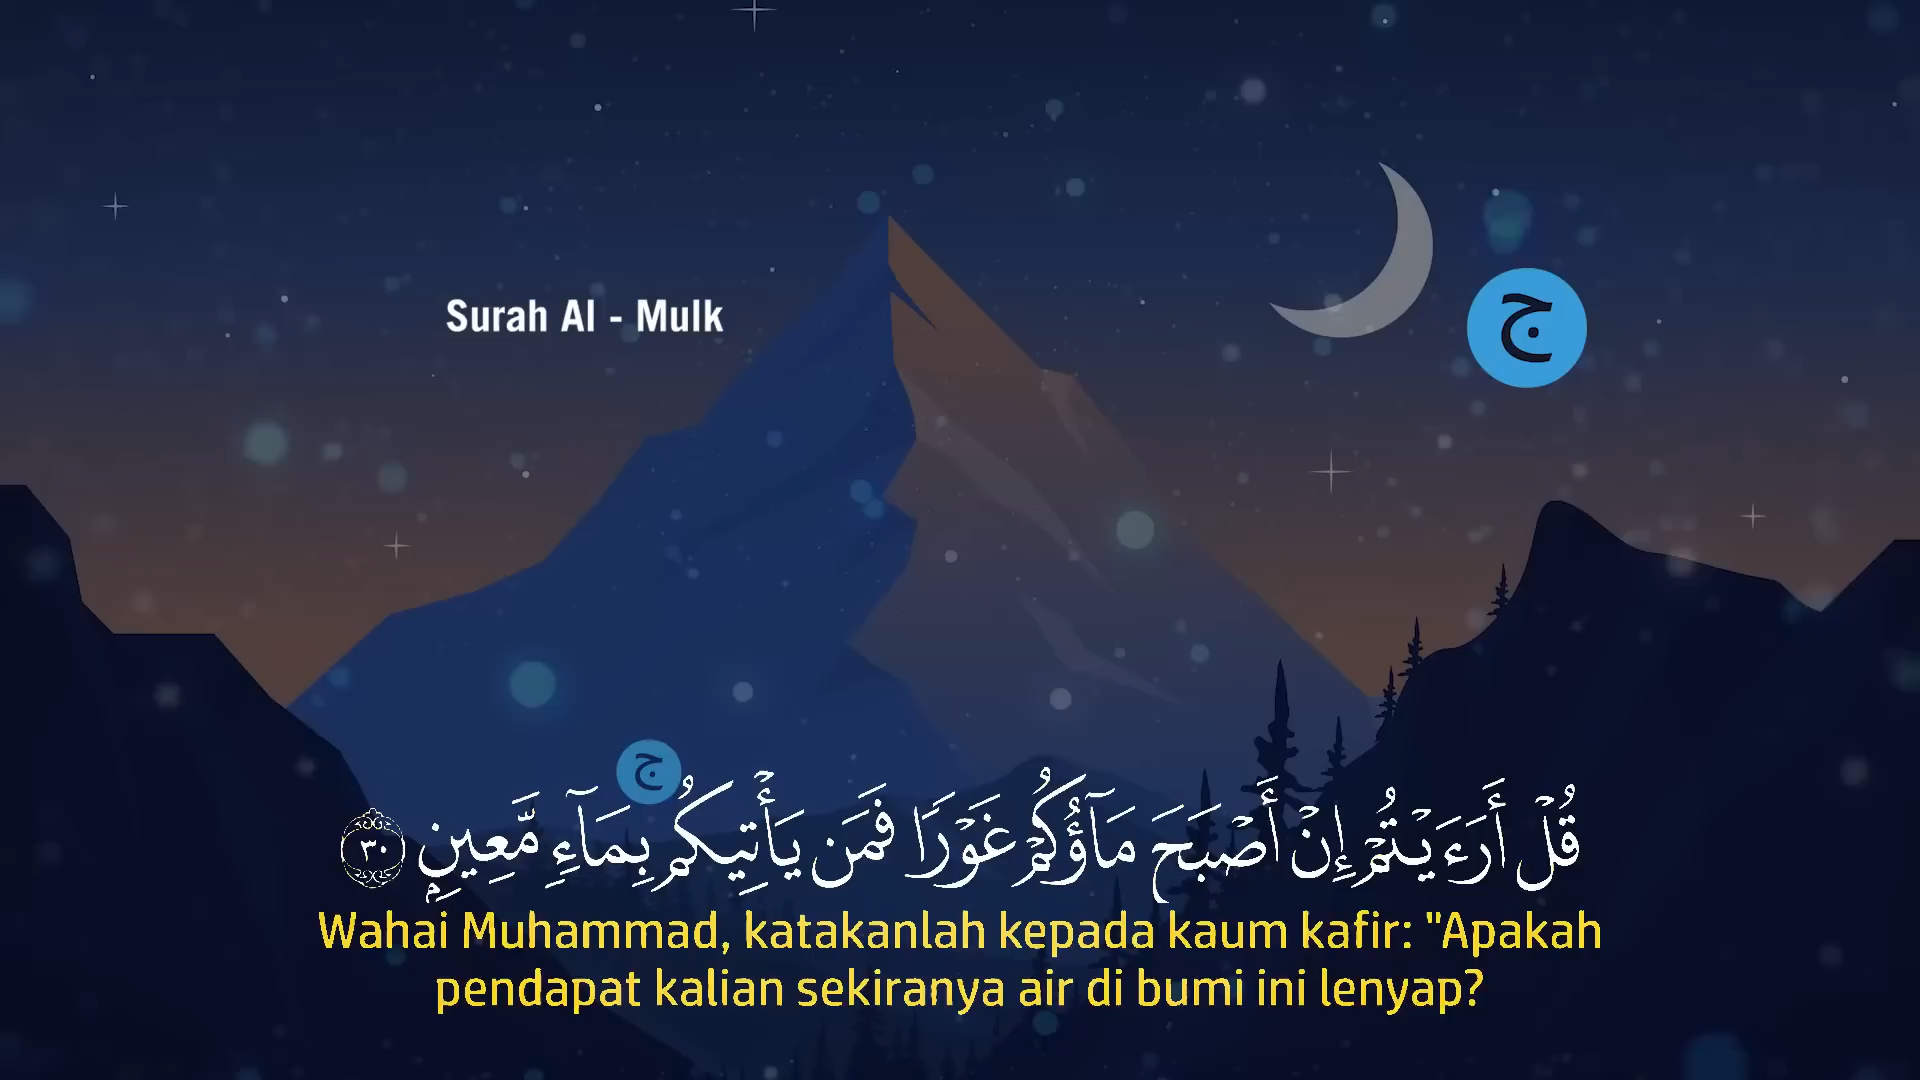 Surah Al - Mulk
ج
ج
قُلْ أَرَءَيْتُمْ إِنْ أَصْبَحَ مَآؤُكُمْ غَوْرًا فَمَن يَأْتِيكُم بِمَآءٍ مَّعِينٍۭ ٣٠
Wahai Muhammad, katakanlah kepada kaum kafir: "Apakah
pendapat kalian sekiranya air di bumi ini lenyap?